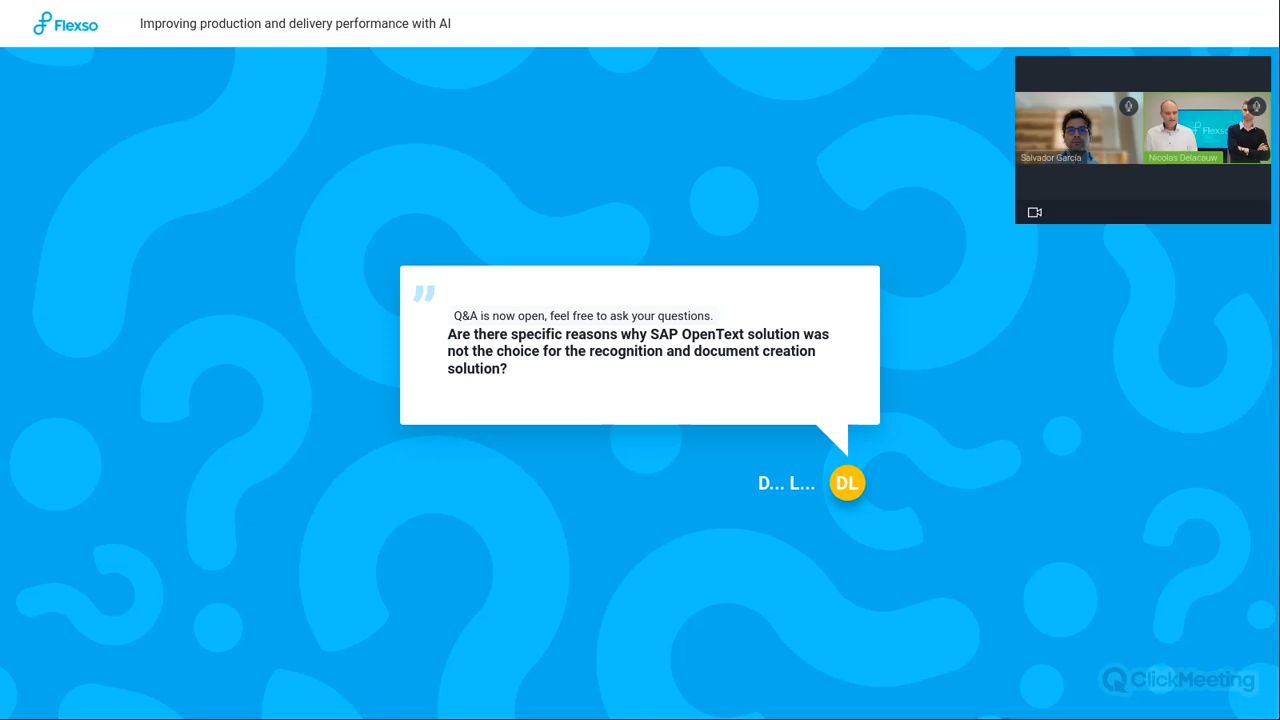 Flexso
Improving production and delivery performance with AI
Salvador García
Nicolas Delacauw
Flexso
Q&A is now open, feel free to ask your questions.
Are there specific reasons why SAP OpenText solution was
not the choice for the recognition and document creation
solution?
D... L...
DL
ClickMeeting